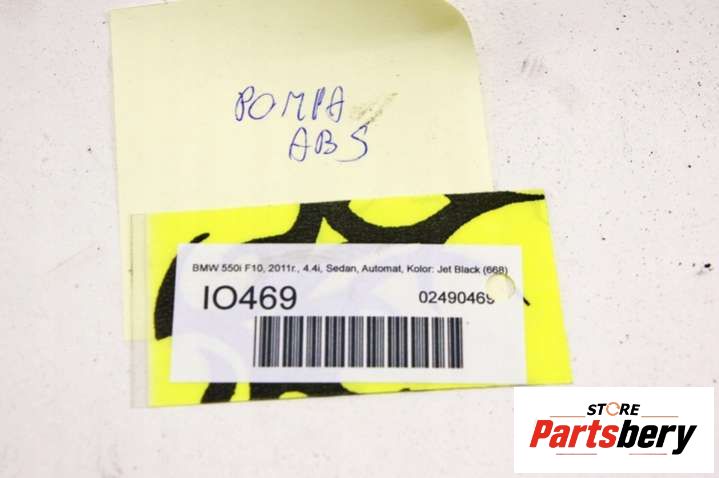 POMPA
ABS
BMW 550i F10, 2011r., 4.4i, Sedan, Automat, Kolor: Jet Black (668)
IO469
02490469
STORE
Partsbery